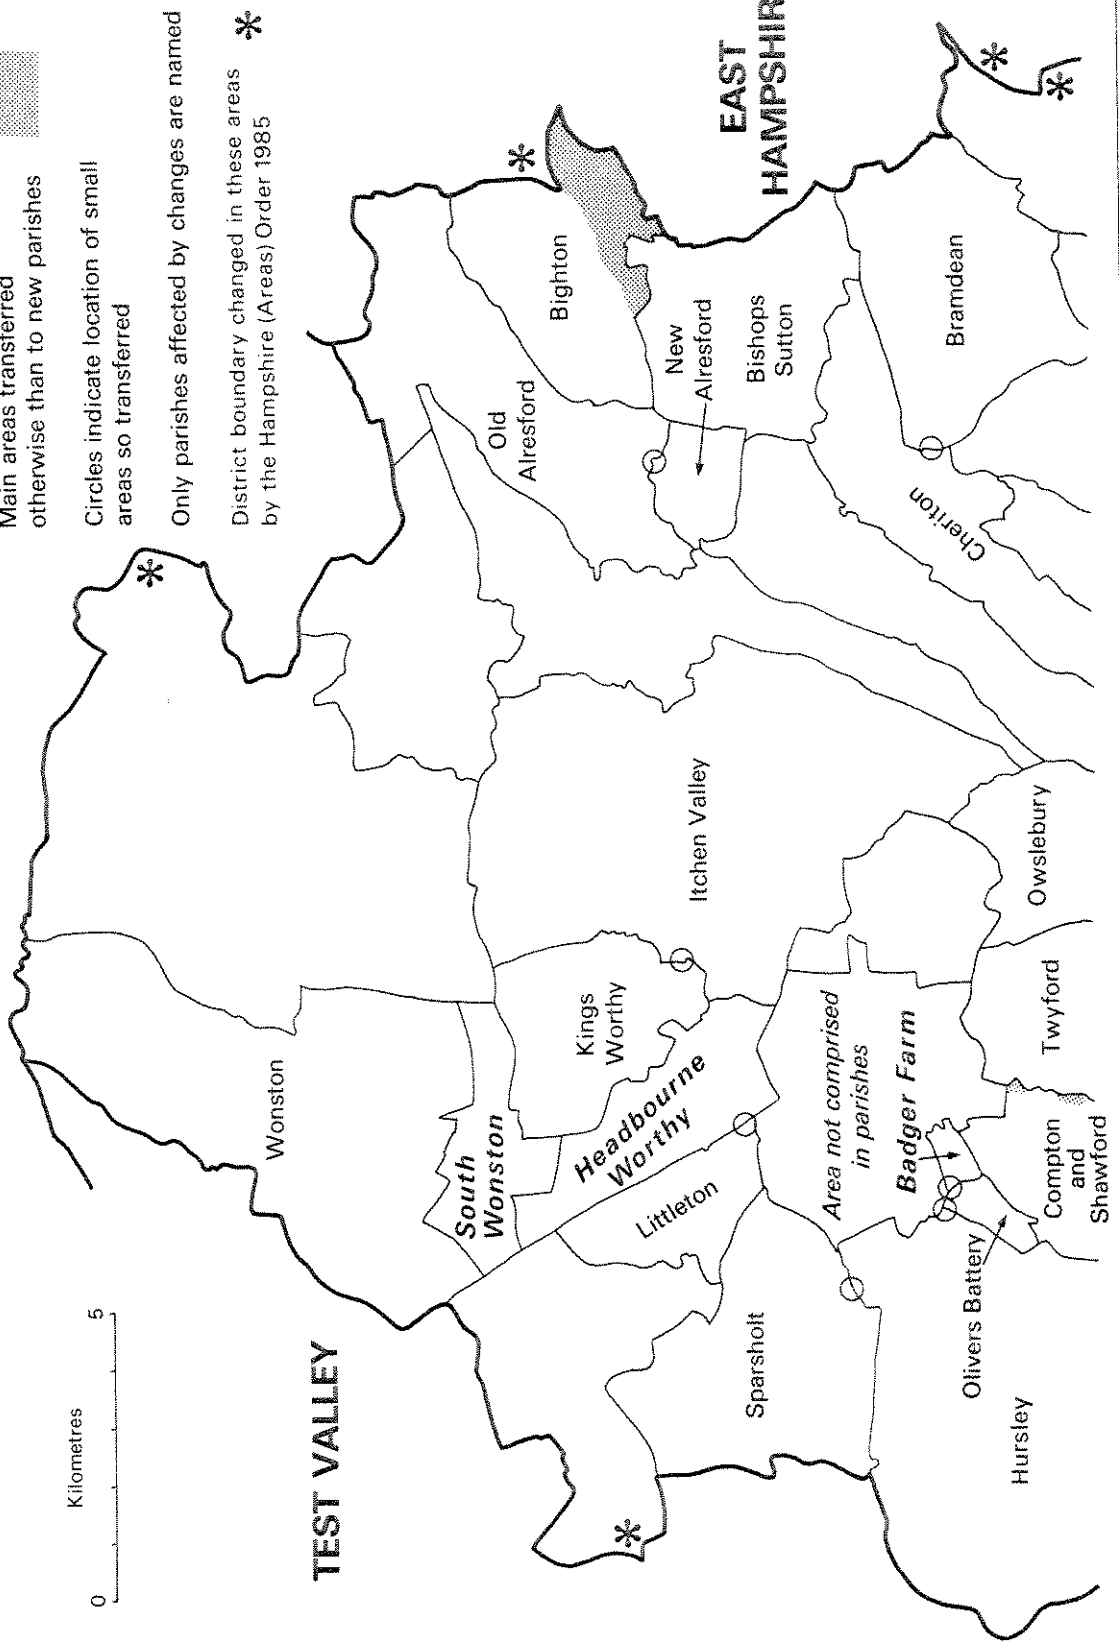 Main areas transferred
otherwise than to new parishes
Circles indicate location of small
areas so transferred
Only parishes affected by changes are named
District boundary changed in these areas
by the Hampshire (Areas) Order 1985
*
Kilometres
0 5
TEST VALLEY
EAST
HAMPSHIR
*
*
*
*
*
Wonston
South
Wonston
Kings
Worthy
Headbourne
Worthy
Littleton
Sparsholt
Itchen Valley
Old
Alresford
Bighton
New
Alresford
Bishops
Sutton
Bramdean
Cheriton
Area not comprised
in parishes
Badger Farm
Olivers Battery
Hursley
Compton
and
Shawford
Twyford
Owslebury